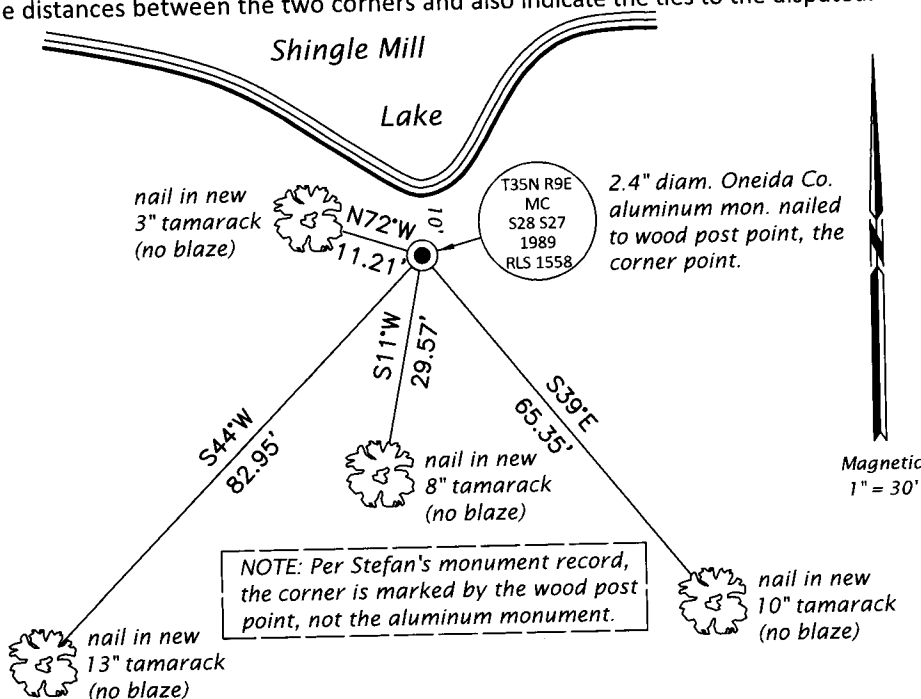 e distances between the two corners and also indicate the ties to the disputed.
Shingle Mill
Lake
nail in new
3" tamarack
(no blaze)
N72°W
11.21'
10'
T35N R9E
MC
S28 S27
1989
RLS 1558
2.4" diam. Oneida Co.
aluminum mon. nailed
to wood post point, the
corner point.
S11°W
29.57'
S44°W
82.95'
S39°E
65.35'
N
Magnetic
1" = 30'
nail in new
8" tamarack
(no blaze)
NOTE: Per Stefan's monument record,
the corner is marked by the wood post
point, not the aluminum monument.
nail in new
10" tamarack
(no blaze)
nail in new
13" tamarack
(no blaze)